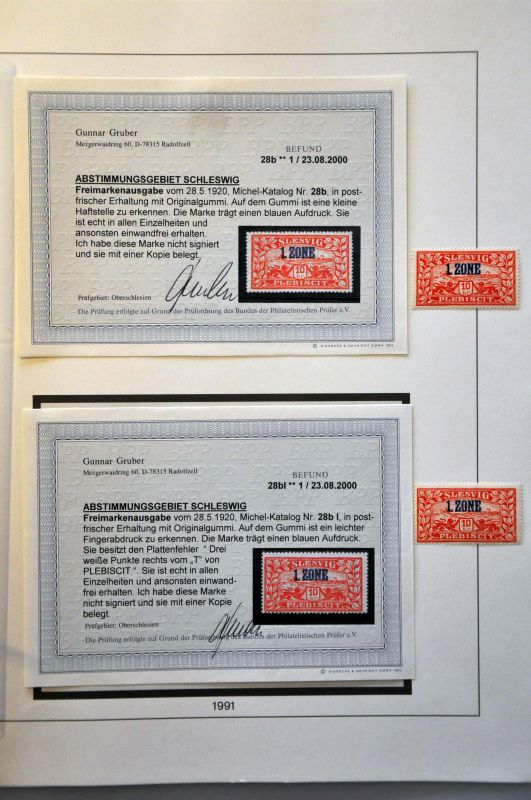 Gunnar Gruber
Mezgerwaidring 60, D-78315 Radolfzell
BEFUND
28b ** 1 / 23.08.2000
ABSTIMMUNGSGEBIET SCHLESWIG
Freimarkenausgabe vom 28.5.1920, Michel-Katalog Nr. 28b, in post-
frischer Erhaltung mit Originalgummi. Auf dem Gummi ist eine kleine
Haftstelle zu erkennen. Die Marke trägt einen blauen Aufdruck. Sie
ist echt in allen Einzelheiten und
ansonsten einwandfrei erhalten.
Ich habe diese Marke nicht signiert
und sie mit einer Kopie belegt.
SLESVIG
1. ZONE
10
PLEBISCIT
SLESVIG
1. ZONE
10
PLEBISCIT
Prüfgebiet: Oberschlesien
Die Prüfung erfolgte auf Grund der Prüfordnung des Bundes der Philatelistischen Prüfer e.V.
Gunnar Gruber
Mezgerwaidring 60, D-78315 Radolfzell
BEFUND
28bI ** 1 / 23.08.2000
ABSTIMMUNGSGEBIET SCHLESWIG
Freimarkenausgabe vom 28.5.1920, Michel-Katalog Nr. 28b I, in post-
frischer Erhaltung mit Originalgummi. Auf dem Gummi ist ein leichter
Fingerabdruck zu erkennen. Die Marke trägt einen blauen Aufdruck.
Sie besitzt den Plattenfehler " Drei
weiße Punkte rechts vom „T" von
PLEBISCIT ". Sie ist echt in allen
Einzelheiten und ansonsten einwand-
frei erhalten. Ich habe diese Marke
nicht signiert und sie mit einer Kopie
belegt.
SLESVIG
1. ZONE
10
PLEBISCIT
SLESVIG
1. ZONE
10
PLEBISCIT
Prüfgebiet: Oberschlesien
Die Prüfung erfolgte auf Grund der Prüfordnung des Bundes der Philatelistischen Prüfer e.V.
1991